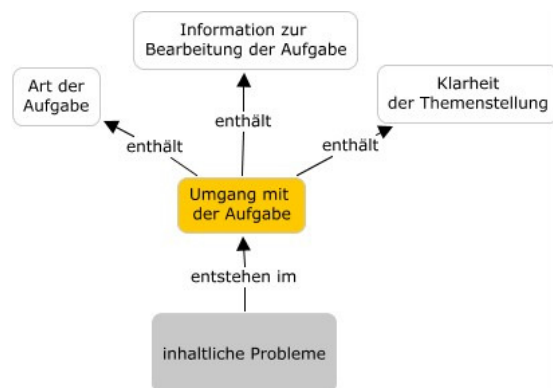 Information zur
Bearbeitung der Aufgabe
Art der
Aufgabe
Klarheit
der Themenstellung
enthält
enthält
enthält
Umgang mit
der Aufgabe
entstehen im
inhaltliche Probleme